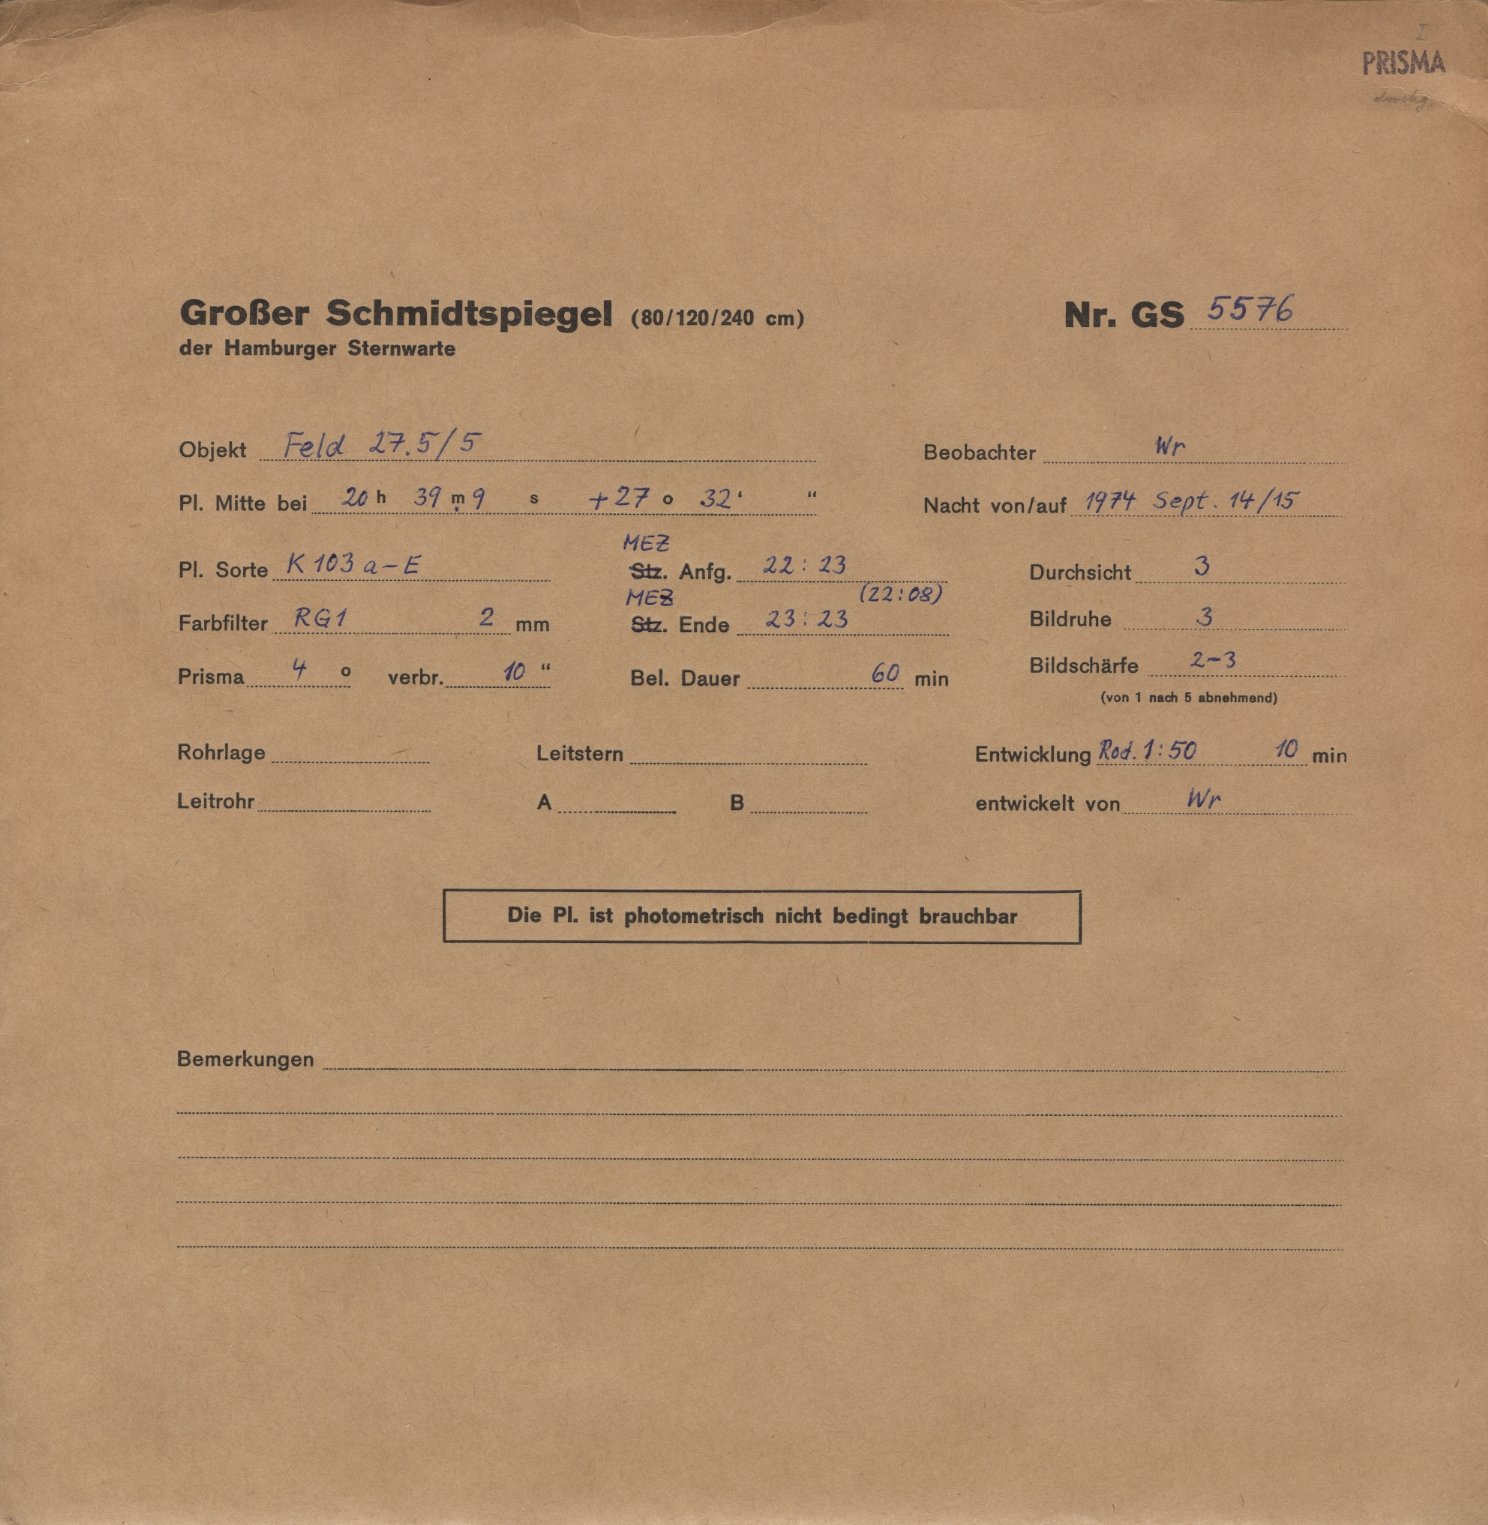 I
PRISMA
Großer Schmidtspiegel (80/120/240 cm) Nr. GS 5576
der Hamburger Sternwarte
Objekt Feld 27.5/5 Beobachter Wr
Pl. Mitte bei 20 h 39 m. 9 s +27 o 32 ' " Nacht von/auf 1974 Sept. 14/15
MEZ
Pl. Sorte K 103 a-E Stz. Anfg. 22:23 Durchsicht 3
MEZ (22:08)
Farbfilter RG1 2 mm Stz. Ende 23:23 Bildruhe 3
Prisma 4 o verbr. 10 " Bel. Dauer 60 min Bildschärfe 2-3
(von 1 nach 5 abnehmend)
Rohrlage Leitstern Entwicklung Rod. 1:50 10 min
Leitrohr A B entwickelt von Wr
Die Pl. ist photometrisch nicht bedingt brauchbar
Bemerkungen